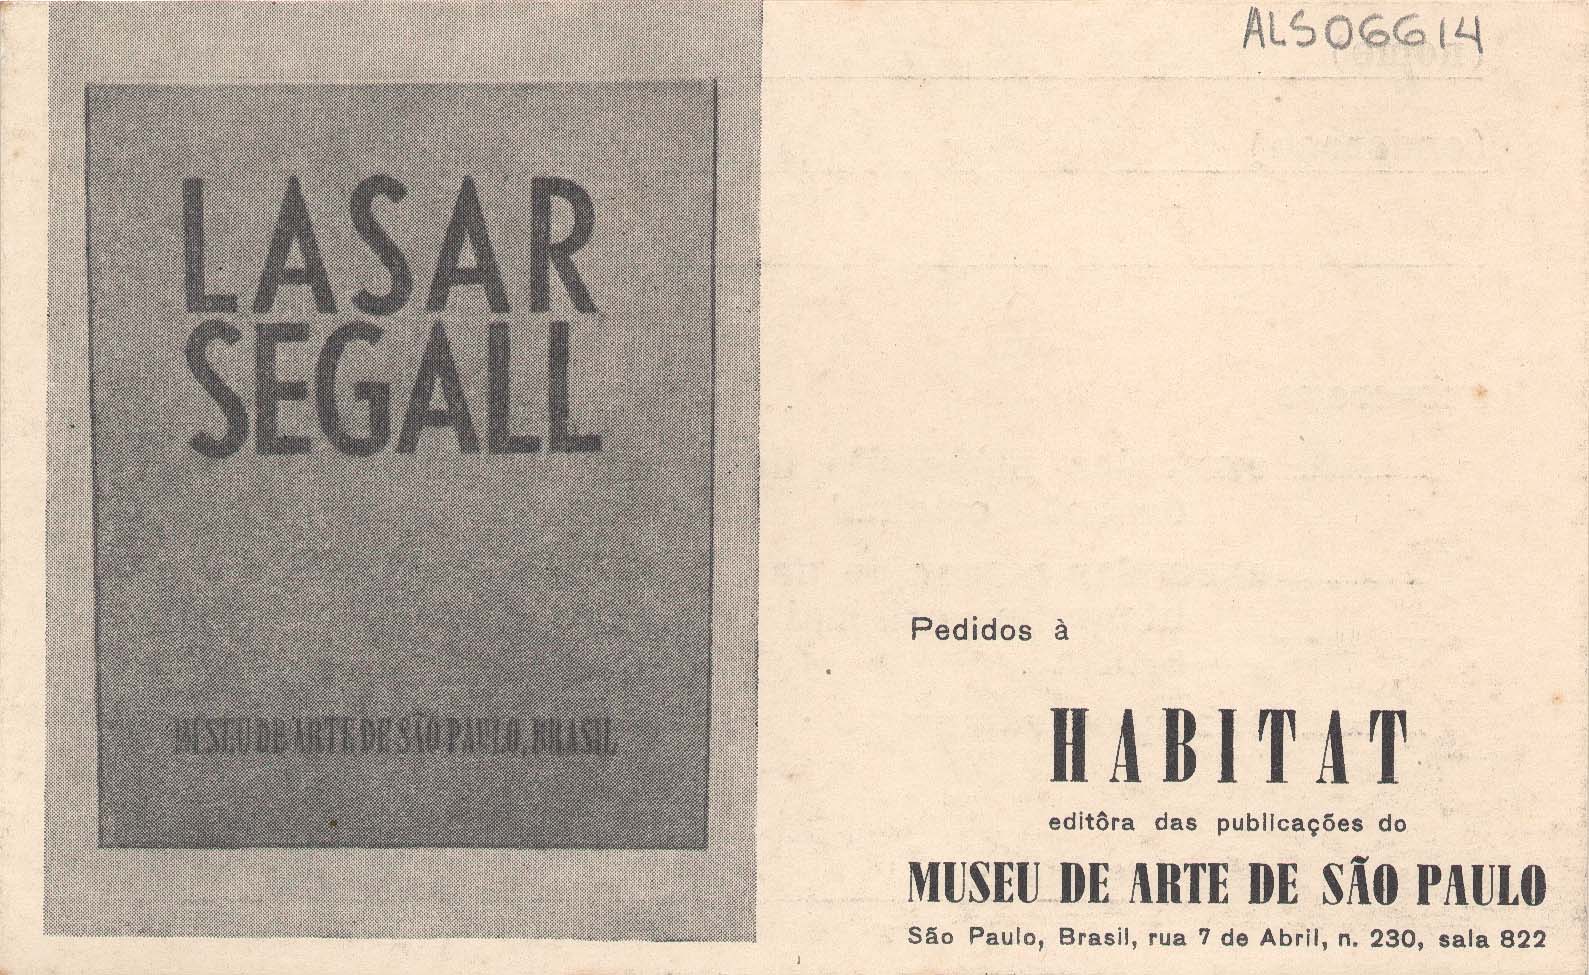 ALS06614
LASAR
SEGALL
MUSEU DE ARTE DE SÃO PAULO, BRASIL
Pedidos à
HABITAT
editôra das publicações do
MUSEU DE ARTE DE SÃO PAULO
São Paulo, Brasil, rua 7 de Abril, n. 230, sala 822